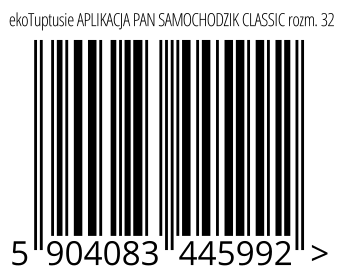 ekoTuptusie APLIKACJA PAN SAMOCHODZIK CLASSIC rozm. 32
5 904083 445992 >